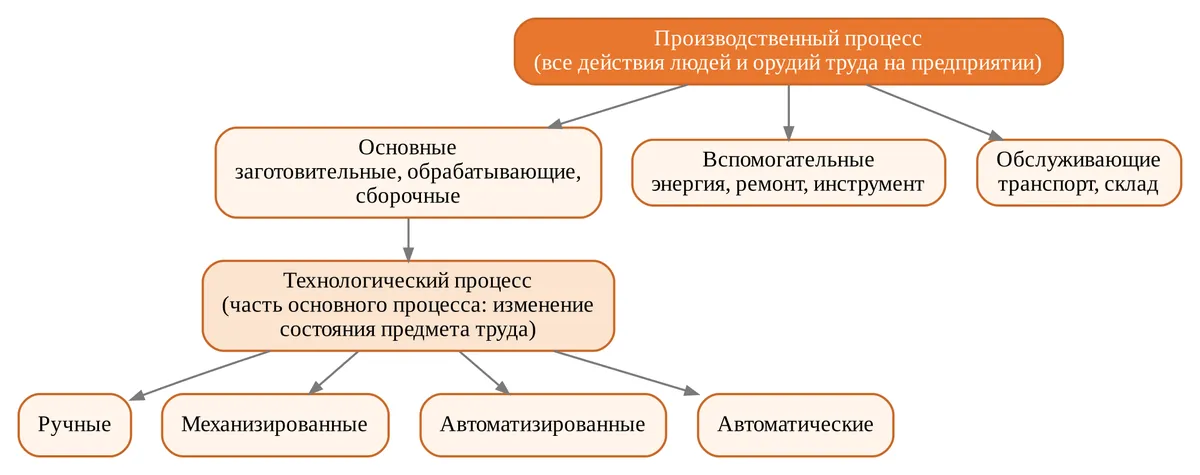 Производственный процесс
(все действия людей и орудий труда на предприятии)
Основные
заготовительные, обрабатывающие,
сборочные
Вспомогательные
энергия, ремонт, инструмент
Обслуживающие
транспорт, склад
Технологический процесс
(часть основного процесса: изменение
состояния предмета труда)
Ручные
Механизированные
Автоматизированные
Автоматические